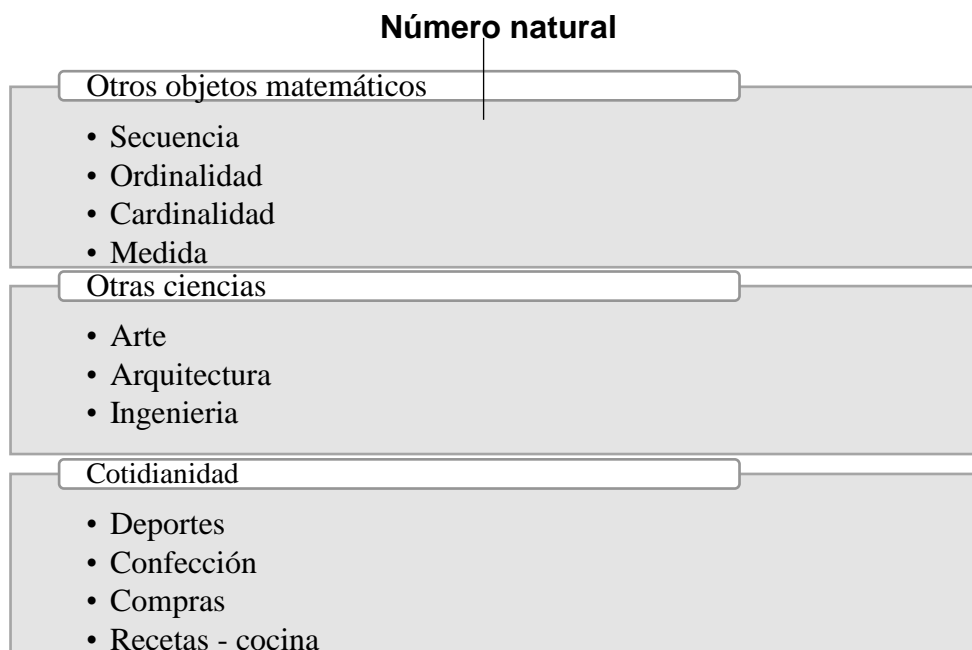 Número natural
Otros objetos matemáticos
• Secuencia
• Ordinalidad
• Cardinalidad
• Medida
Otras ciencias
• Arte
• Arquitectura
• Ingenieria
Cotidianidad
• Deportes
• Confección
• Compras
• Recetas - cocina